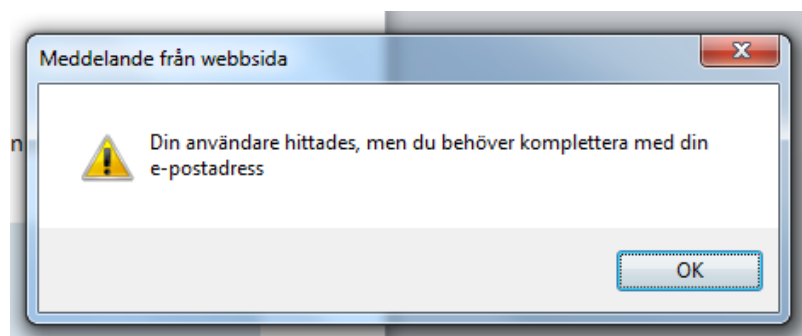 Meddelande från webbsida
n
Din användare hittades, men du behöver komplettera med din
e-postadress
OK